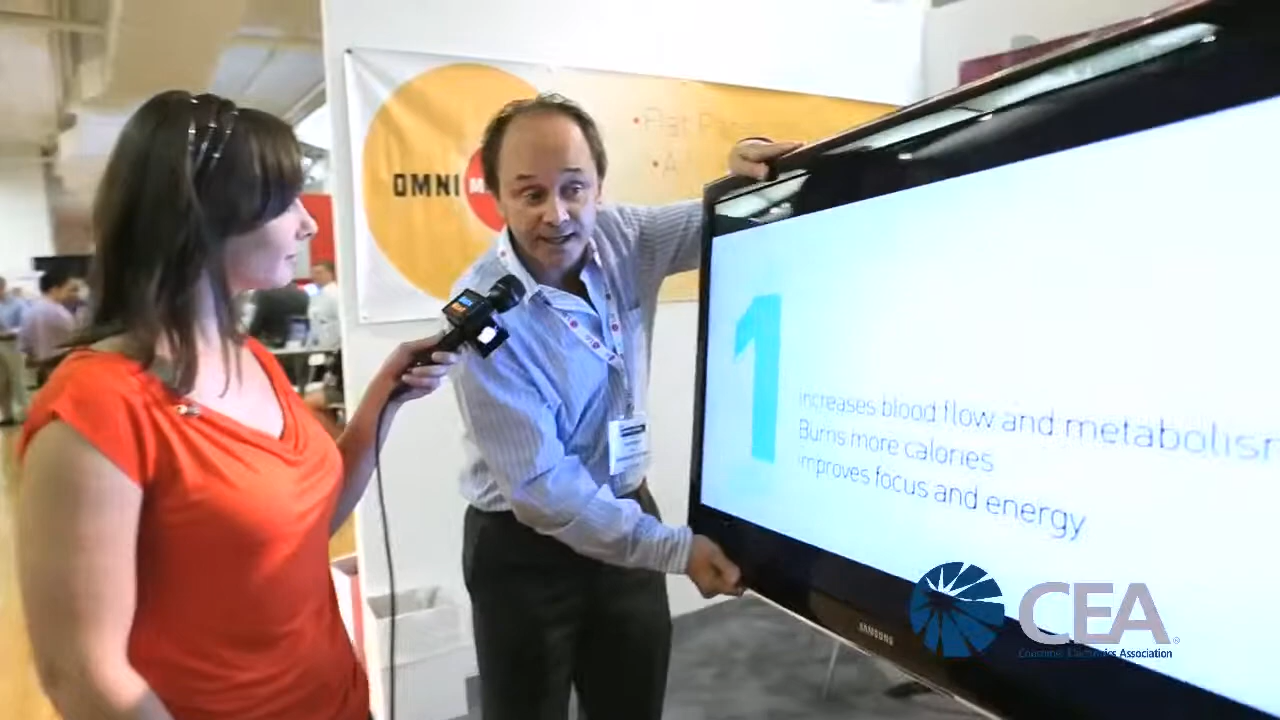 OMNI
1
increases blood flow and metabolism
Burns more calories
improves focus and energy
SAMSUNG
CEA
Consumer Electronics Association